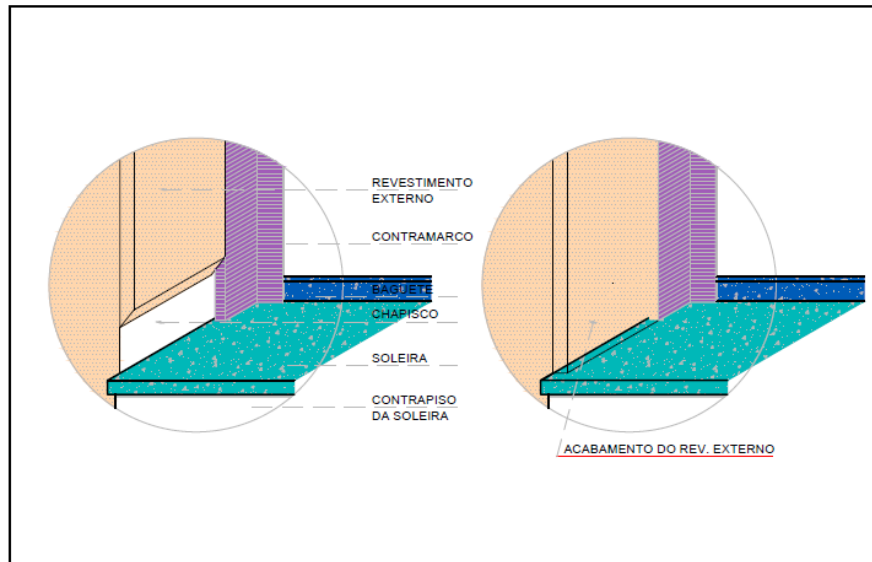 REVESTIMENTO
EXTERNO
CONTRAMARCO
BAGUETE
CHAPISCO
SOLEIRA
CONTRAPISO
DA SOLEIRA
ACABAMENTO DO REV. EXTERNO